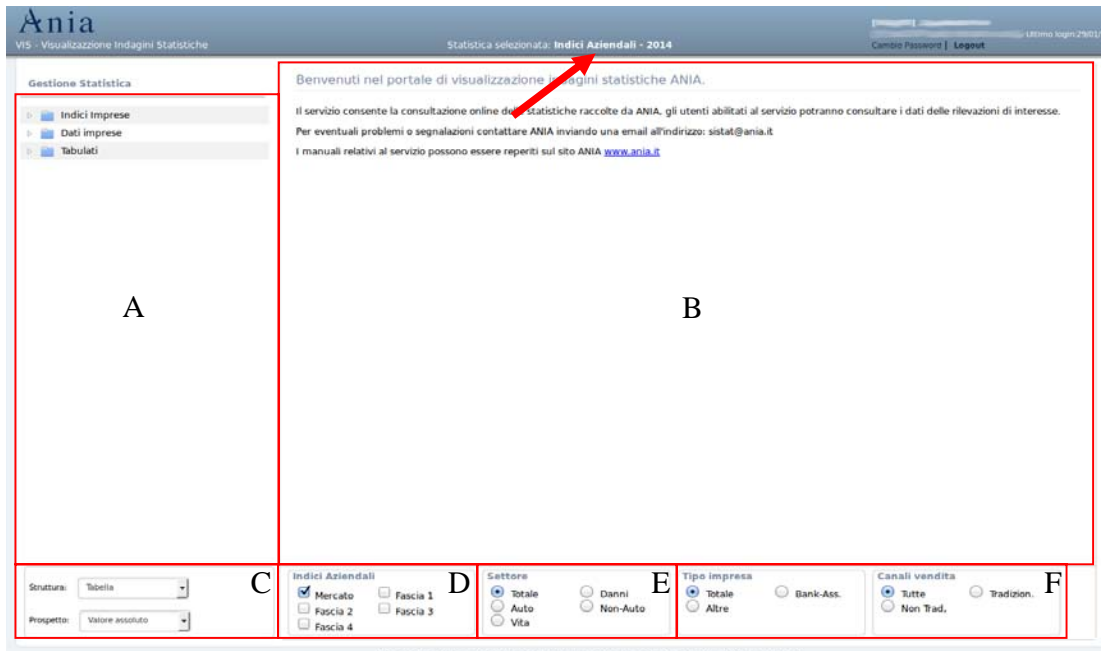 Ania
VIS - Visualizzazione Indagini Statistiche
Statistica selezionata: Indici Aziendali - 2014
Ultimo login:29/01/
Cambio Password | Logout
Gestione Statistica
Indici Imprese
Dati imprese
Tabulati
A
Benvenuti nel portale di visualizzazione indagini statistiche ANIA.
Il servizio consente la consultazione online delle statistiche raccolte da ANIA, gli utenti abilitati al servizio potranno consultare i dati delle rilevazioni di interesse.
Per eventuali problemi o segnalazioni contattare ANIA inviando una email all'indirizzo: sistat@ania.it
I manuali relativi al servizio possono essere reperiti sul sito ANIA www.ania.it
B
Struttura: Tabella
Prospetto: Valore assoluto
C
Indici Aziendali
Mercato Fascia 1
Fascia 2 Fascia 3
Fascia 4
D
Settore
Totale Danni
Auto Non-Auto
Vita
E
Tipo impresa
Totale Bank-Ass.
Altre
Canali vendita
Tutte Tradizion.
Non Trad.
F